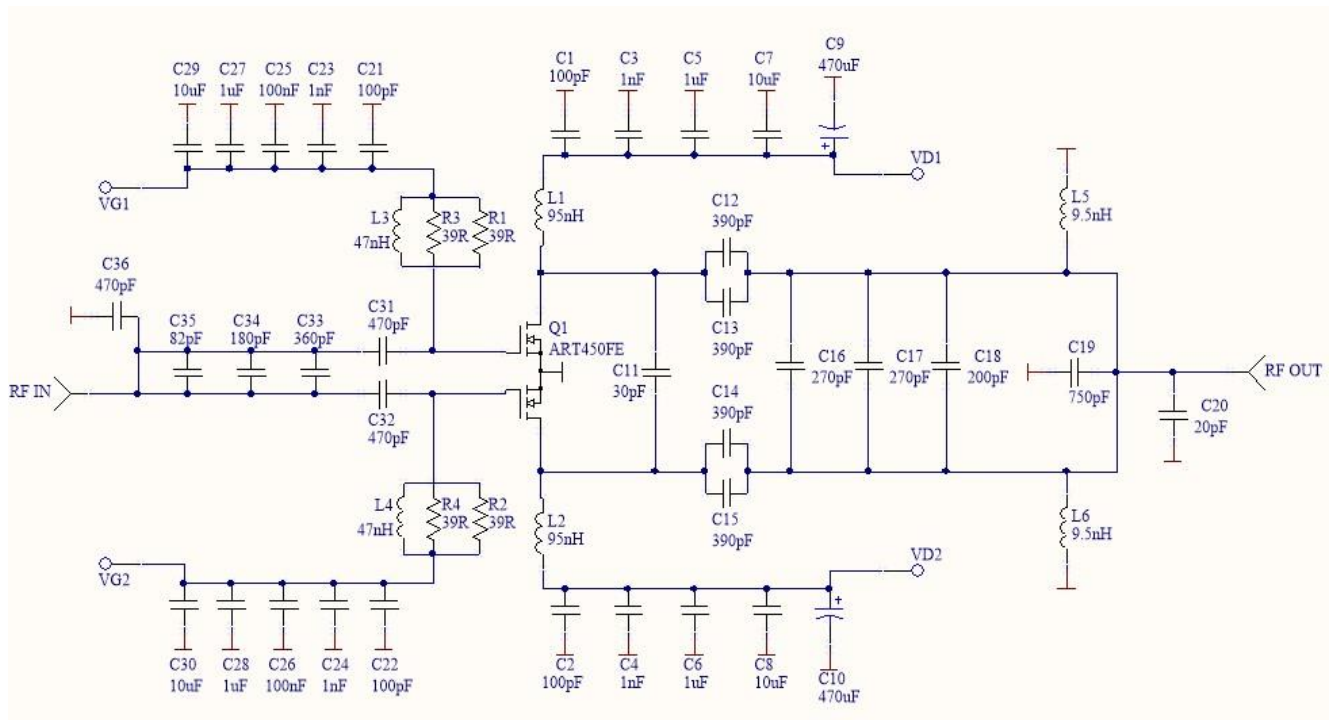 C29
10uF
C27
1uF
C25
100nF
C23
1nF
C21
100pF
C1
100pF
C3
1nF
C5
1uF
C7
10uF
C9
470uF
VG1
VD1
L3
47nH
R3
39R
R1
39R
L1
95nH
C12
390pF
L5
9.5nH
C36
470pF
C35
82pF
C34
180pF
C33
360pF
C31
470pF
C13
390pF
Q1
ART450FE
C11
30pF
C16
270pF
C17
270pF
C18
200pF
C19
750pF
RF IN
RF OUT
C32
470pF
C14
390pF
C20
20pF
L4
47nH
R4
39R
R2
39R
L2
95nH
C15
390pF
L6
9.5nH
VG2
VD2
C30
10uF
C28
1uF
C26
100nF
C24
1nF
C22
100pF
C2
100pF
C4
1nF
C6
1uF
C8
10uF
C10
470uF
+
+